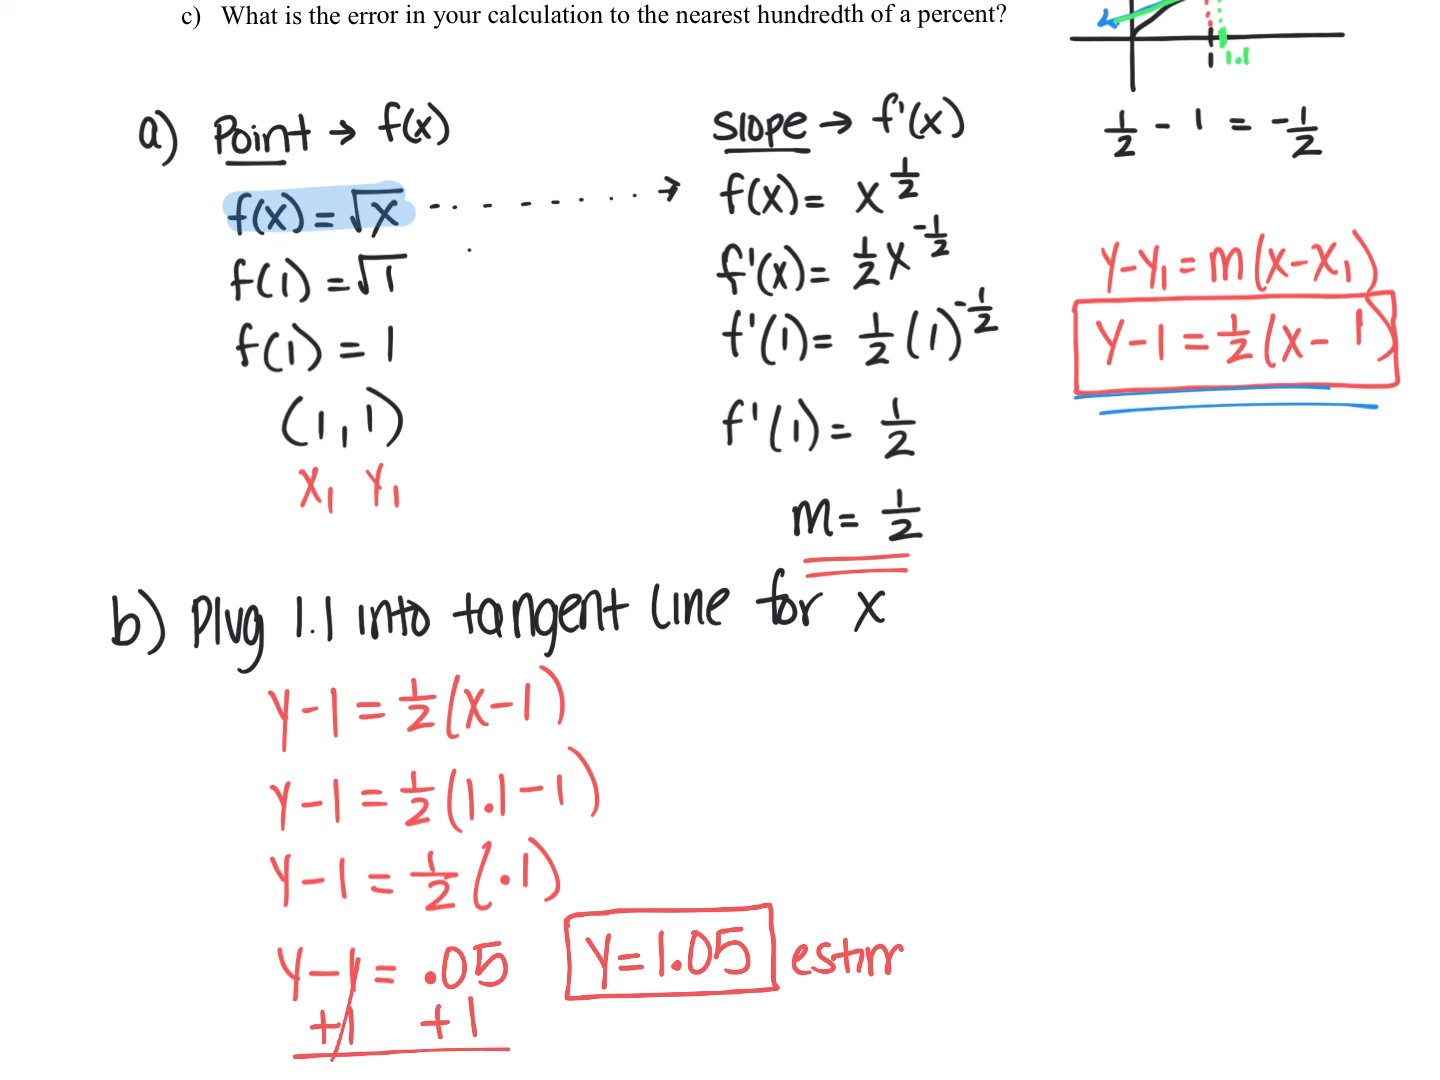 c) What is the error in your calculation to the nearest hundredth of a percent?
1.1
½ - 1 = -½
a) Point → f(x)
f(x) = √x
f(1) = √1
f(1) = 1
(1, 1)
x₁ y₁
Slope → f'(x)
f(x) = x^½
f'(x) = ½x^-½
f'(1) = ½(1)^-½
f'(1) = ½
m = ½
y-y₁ = m(x-x₁)
y-1 = ½(x-1)
b) Plug 1.1 into tangent line for x
y-1 = ½(x-1)
y-1 = ½(1.1-1)
y-1 = ½(.1)
y-1 = .05
+1 +1
y = 1.05 estim